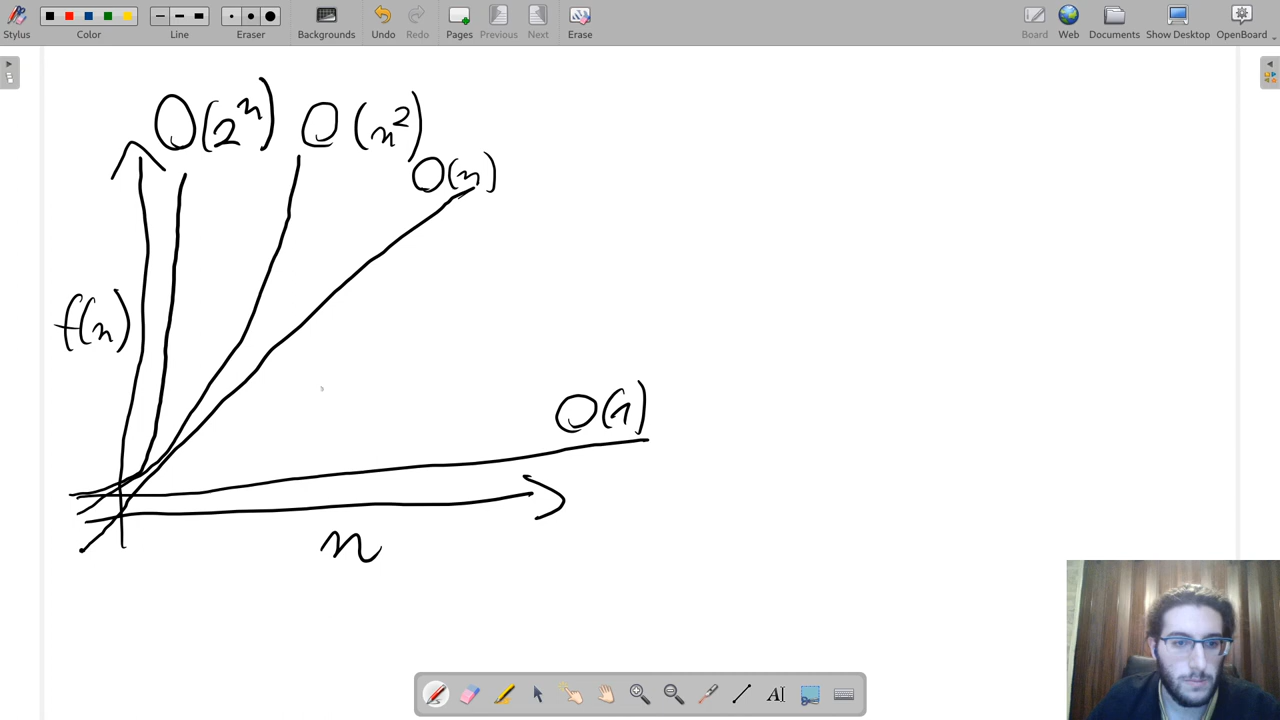 Stylus
Color
Line
Eraser
Backgrounds
Undo
Redo
Pages
Previous
Next
Erase
Board
Web
Documents
Show Desktop
OpenBoard
O(2^n)
O(n^2)
O(n)
f(n)
O(1)
n
AI